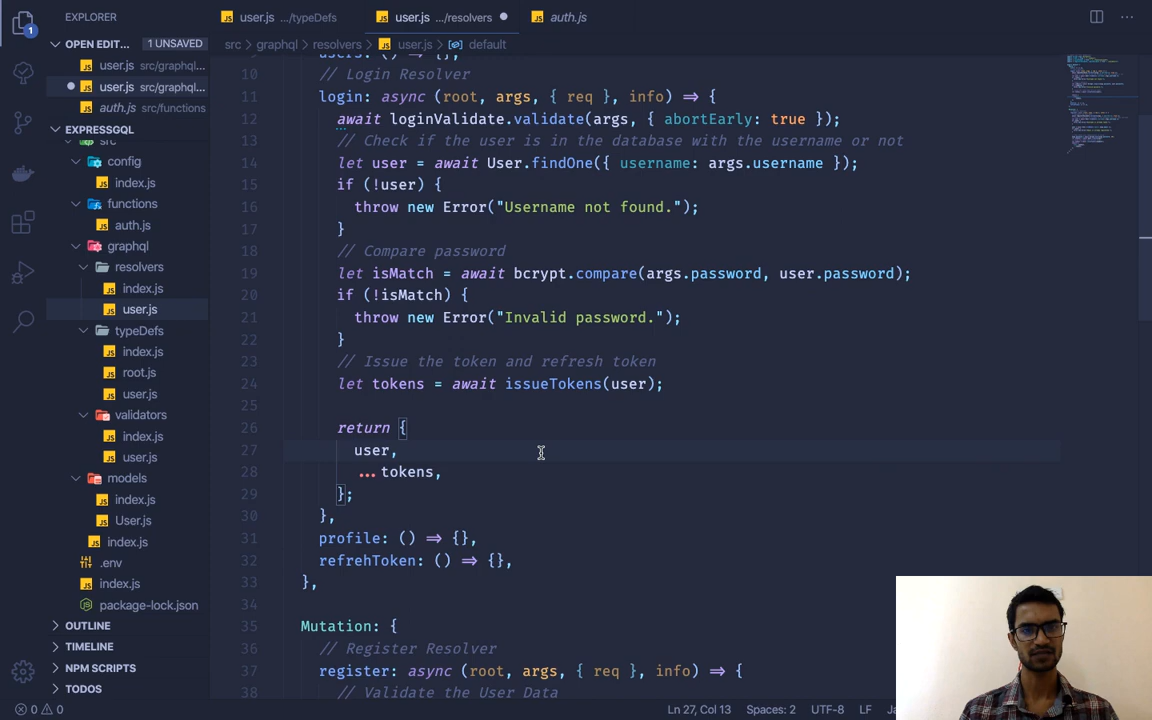 EXPLORER
user.js .../typeDefs
user.js .../resolvers
auth.js
1
OPEN EDIT... 1 UNSAVED
user.js src/graphql...
user.js src/graphql...
auth.js src/functions
EXPRESSGQL
src
config
index.js
functions
auth.js
graphql
resolvers
index.js
user.js
typeDefs
index.js
root.js
user.js
validators
index.js
user.js
models
index.js
User.js
index.js
.env
index.js
package-lock.json
OUTLINE
TIMELINE
NPM SCRIPTS
TODOS
src > graphql > resolvers > user.js > default
users: () => {},
10 // Login Resolver
11 login: async (root, args, { req }, info) => {
12 await loginValidate.validate(args, { abortEarly: true });
13 // Check if the user is in the database with the username or not
14 let user = await User.findOne({ username: args.username });
15 if (!user) {
16 throw new Error("Username not found.");
17 }
18 // Compare password
19 let isMatch = await bcrypt.compare(args.password, user.password);
20 if (!isMatch) {
21 throw new Error("Invalid password.");
22 }
23 // Issue the token and refresh token
24 let tokens = await issueTokens(user);
25
26 return {
27 user,
28 ...tokens,
29 };
30 },
31 profile: () => {},
32 refrehToken: () => {},
33 },
34
35 Mutation: {
36 // Register Resolver
37 register: async (root, args, { req }, info) => {
38 // Validate the User Data
0 0
Ln 27, Col 13 Spaces: 2 UTF-8 LF